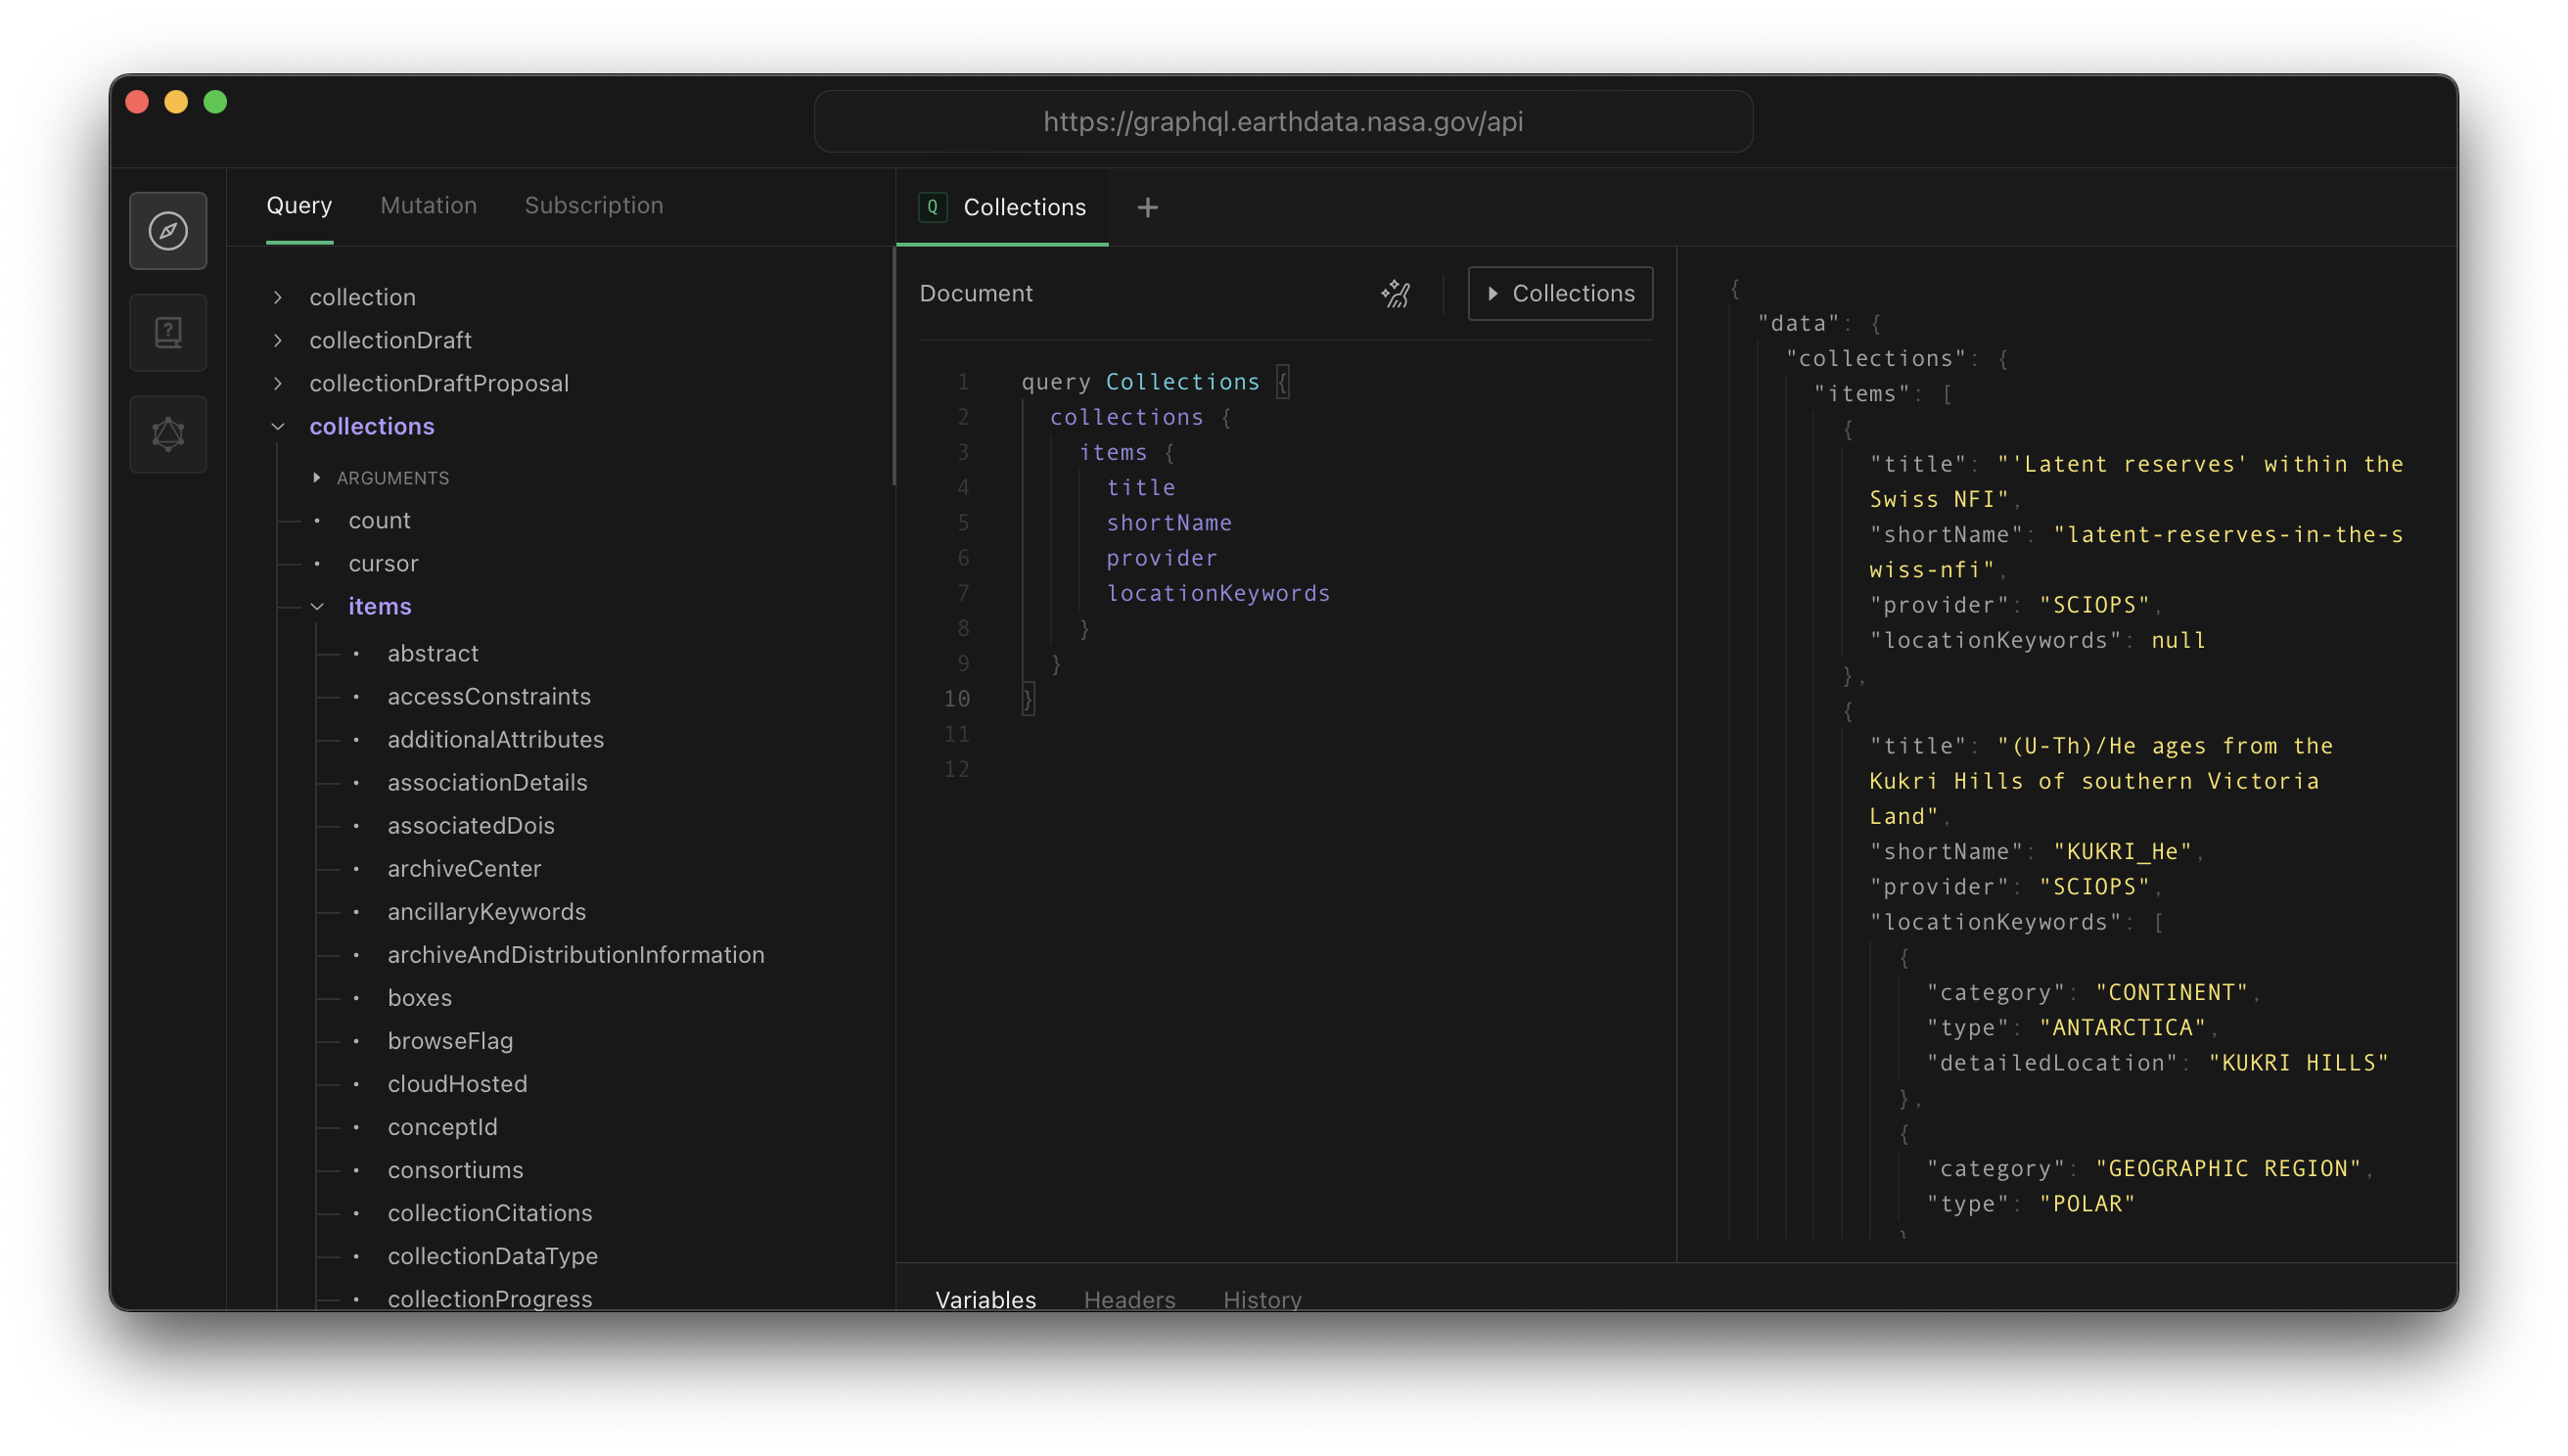 https://graphql.earthdata.nasa.gov/api
Query Mutation Subscription
collection
collectionDraft
collectionDraftProposal
collections
ARGUMENTS
count
cursor
items
abstract
accessConstraints
additionalAttributes
associationDetails
associatedDois
archiveCenter
ancillaryKeywords
archiveAndDistributionInformation
boxes
browseFlag
cloudHosted
conceptId
consortiums
collectionCitations
collectionDataType
collectionProgress
Q Collections +
Document
Collections
1 query Collections {
2 collections {
3 items {
4 title
5 shortName
6 provider
7 locationKeywords
8 }
9 }
10 }
11
12
{
"data": {
"collections": {
"items": [
{
"title": "'Latent reserves' within the
Swiss NFI",
"shortName": "latent-reserves-in-the-s
wiss-nfi",
"provider": "SCIOPS",
"locationKeywords": null
},
{
"title": "(U-Th)/He ages from the
Kukri Hills of southern Victoria
Land",
"shortName": "KUKRI_He",
"provider": "SCIOPS",
"locationKeywords": [
{
"category": "CONTINENT",
"type": "ANTARCTICA",
"detailedLocation": "KUKRI HILLS"
},
{
"category": "GEOGRAPHIC REGION",
"type": "POLAR"
}
Variables Headers History